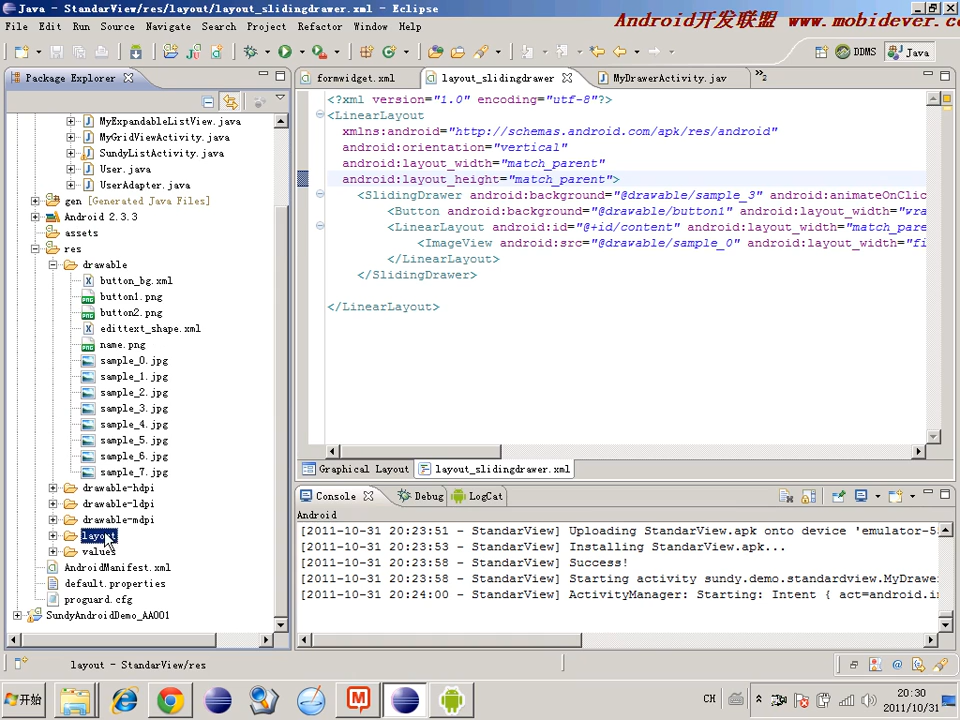 Java - StandarView/res/layout/layout_slidingdrawer.xml - Eclipse
File Edit Run Source Navigate Search Project Refactor Window Help
Android开发联盟 www.mobidever.co
DDMS Java
Package Explorer
formwidget.xml layout_slidingdrawer MyDrawerActivity.jav »2
MyExpandableListView.java
MyGridViewActivity.java
SundyListActivity.java
User.java
UserAdapter.java
gen [Generated Java Files]
Android 2.3.3
assets
res
drawable
button_bg.xml
button1.png
button2.png
edittext_shape.xml
name.png
sample_0.jpg
sample_1.jpg
sample_2.jpg
sample_3.jpg
sample_4.jpg
sample_5.jpg
sample_6.jpg
sample_7.jpg
drawable-hdpi
drawable-ldpi
drawable-mdpi
layout
values
AndroidManifest.xml
default.properties
proguard.cfg
SundyAndroidDemo_AA001
<?xml version="1.0" encoding="utf-8"?>
<LinearLayout
xmlns:android="http://schemas.android.com/apk/res/android"
android:orientation="vertical"
android:layout_width="match_parent"
android:layout_height="match_parent">
<SlidingDrawer android:background="@drawable/sample_3" android:animateOnClic
<Button android:background="@drawable/button1" android:layout_width="wra
<LinearLayout android:id="@+id/content" android:layout_width="match_pare
<ImageView android:src="@drawable/sample_0" android:layout_width="fi
</LinearLayout>
</SlidingDrawer>
</LinearLayout>
Graphical Layout layout_slidingdrawer.xml
Console Debug LogCat
Android
[2011-10-31 20:23:51 - StandarView] Uploading StandarView.apk onto device 'emulator-5
[2011-10-31 20:23:53 - StandarView] Installing StandarView.apk...
[2011-10-31 20:23:58 - StandarView] Success!
[2011-10-31 20:23:58 - StandarView] Starting activity sundy.demo.standardview.MyDrawe
[2011-10-31 20:24:00 - StandarView] ActivityManager: Starting: Intent { act=android.in
layout - StandarView/res
开始
CH
20:30
2011/10/31